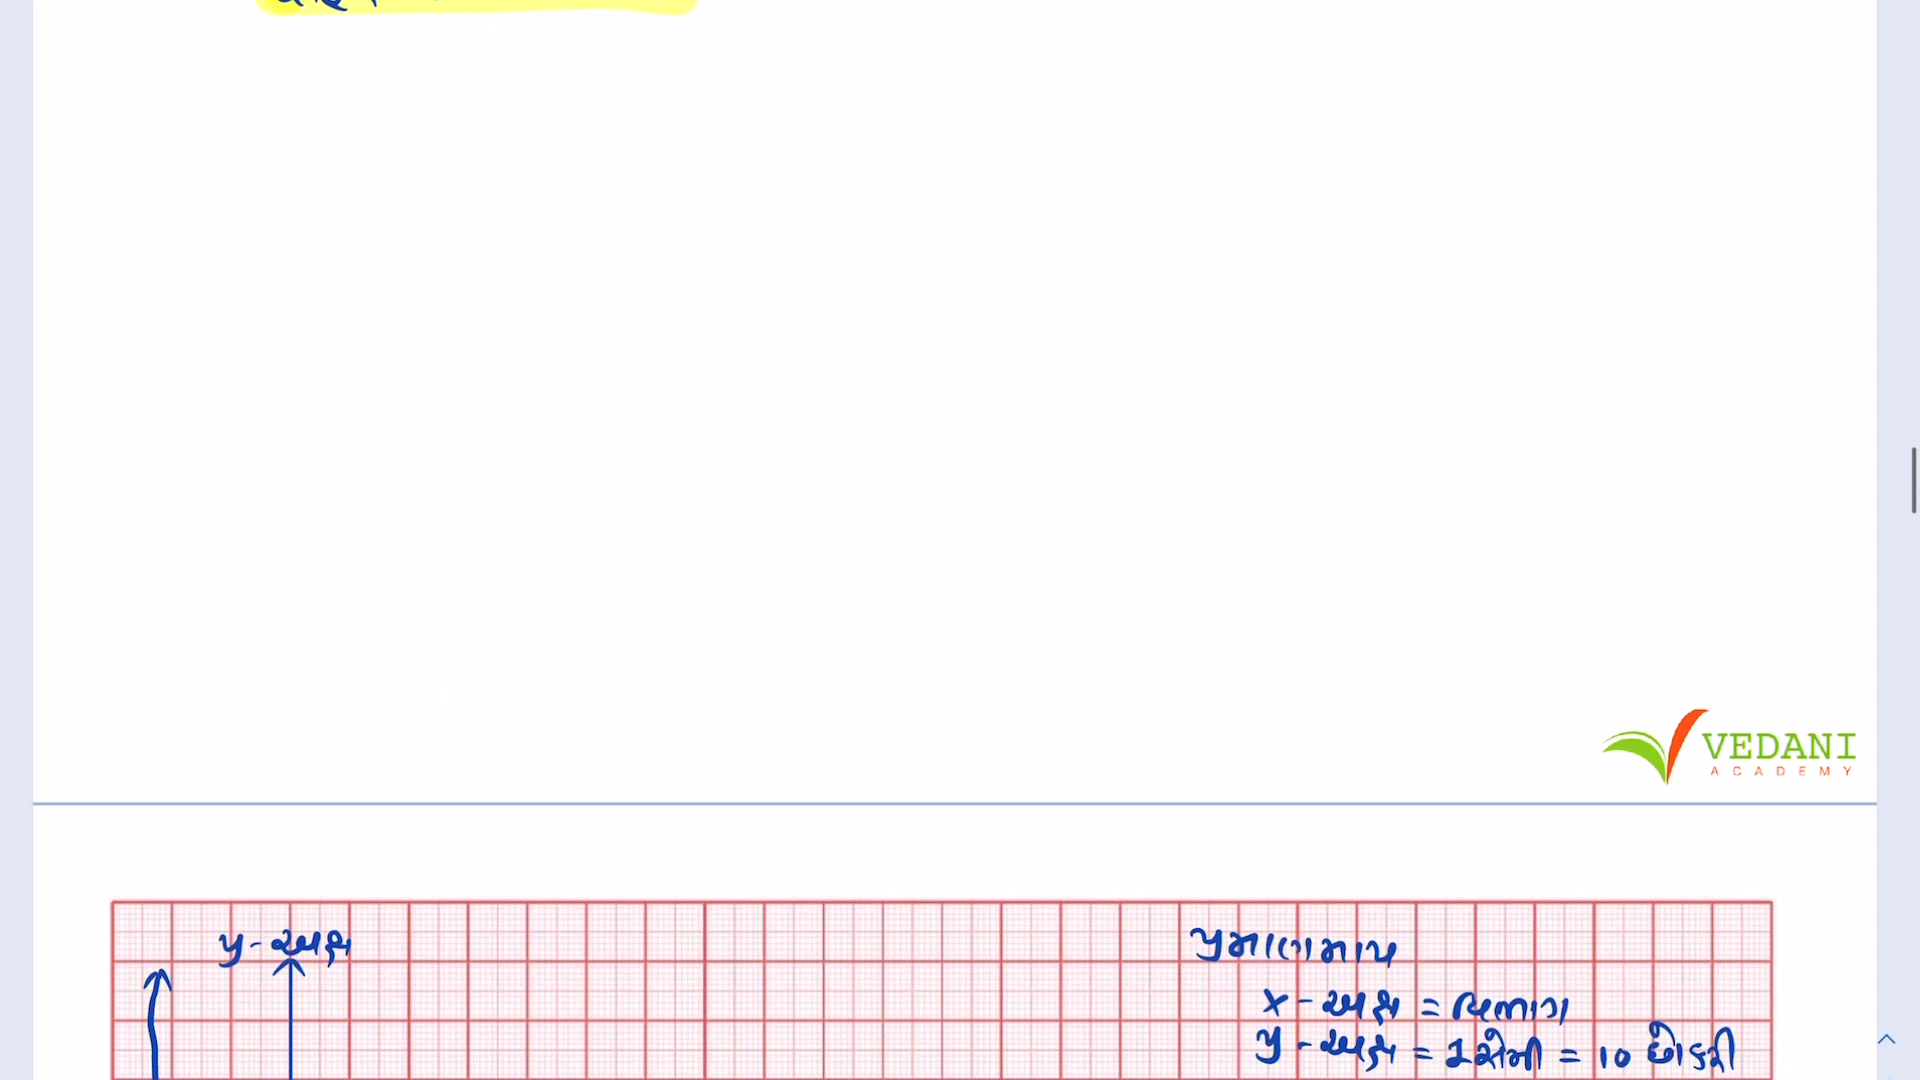 VEDANI
ACADEMY
y-અક્ષ
પ્રમાણમાપ
x-અક્ષ = વિભાગ
y-અક્ષ = 1 સેમી = 10 છોકરી